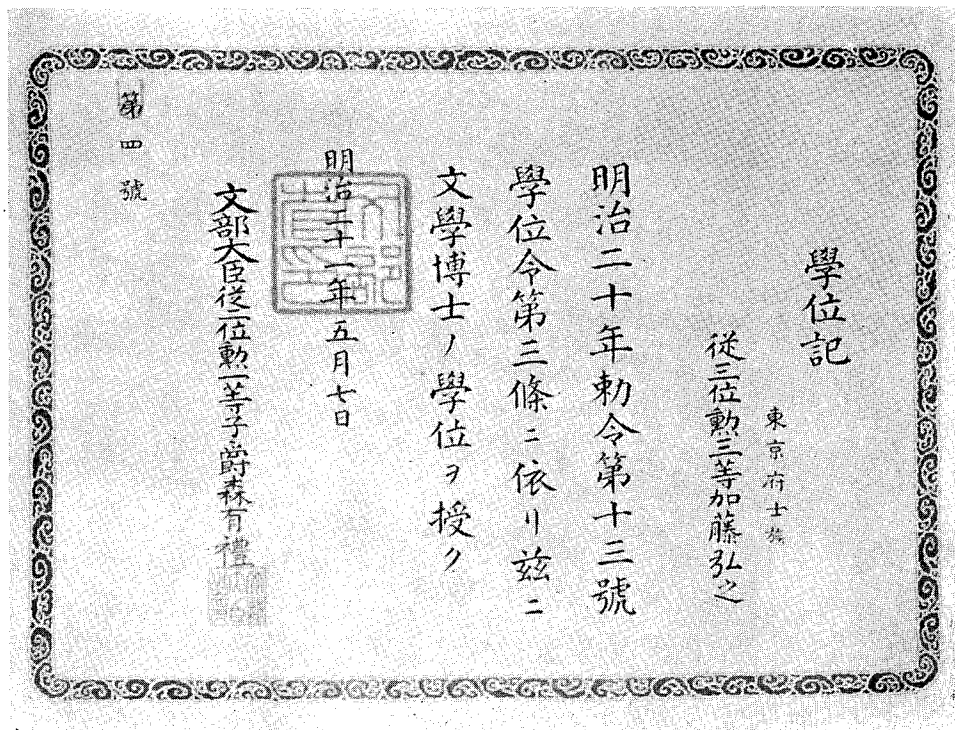 學位記
東京府士族
從三位勲三等加藤弘之
明治二十年勅令第十三號
學位令第三條ニ依リ茲ニ
文學博士ノ學位ヲ授ク
明治二十一年五月七日
文部大臣從二位勲一等子爵森有禮
第四號